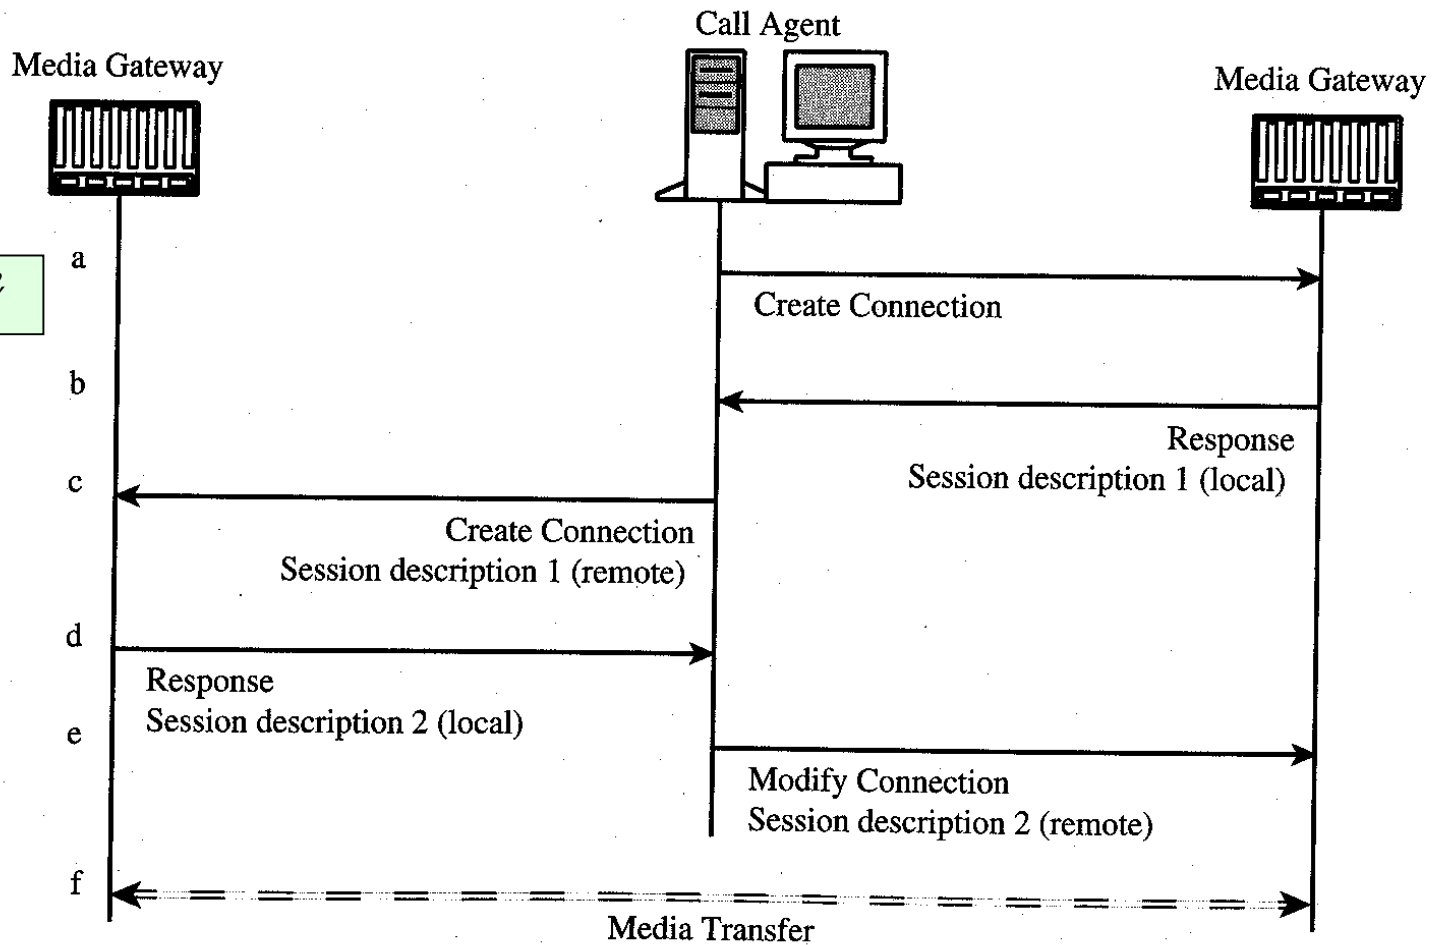 Call Agent
Media Gateway
Media Gateway
a
Create Connection
b
Response
Session description 1 (local)
c
Create Connection
Session description 1 (remote)
d
Response
Session description 2 (local)
e
Modify Connection
Session description 2 (remote)
f
Media Transfer